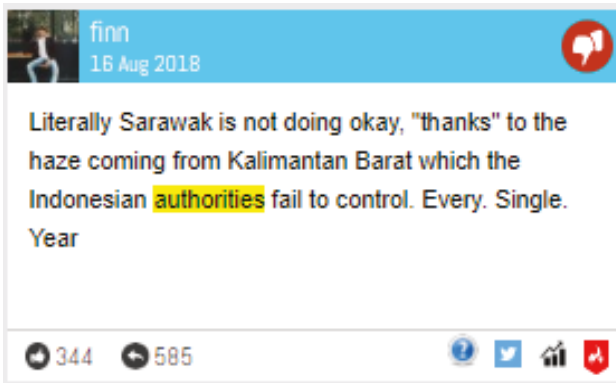 finn
16 Aug 2018
Literally Sarawak is not doing okay, "thanks" to the
haze coming from Kalimantan Barat which the
Indonesian authorities fail to control. Every. Single.
Year
344 585